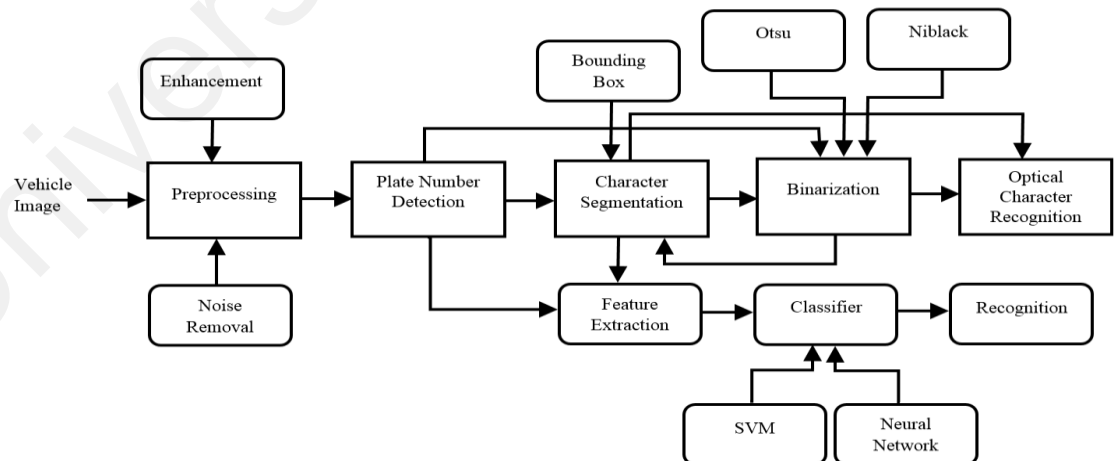 Otsu
Niblack
Bounding
Box
Enhancement
Vehicle
Image
Preprocessing
Plate Number
Detection
Character
Segmentation
Binarization
Optical
Character
Recognition
Noise
Removal
Feature
Extraction
Classifier
Recognition
SVM
Neural
Network